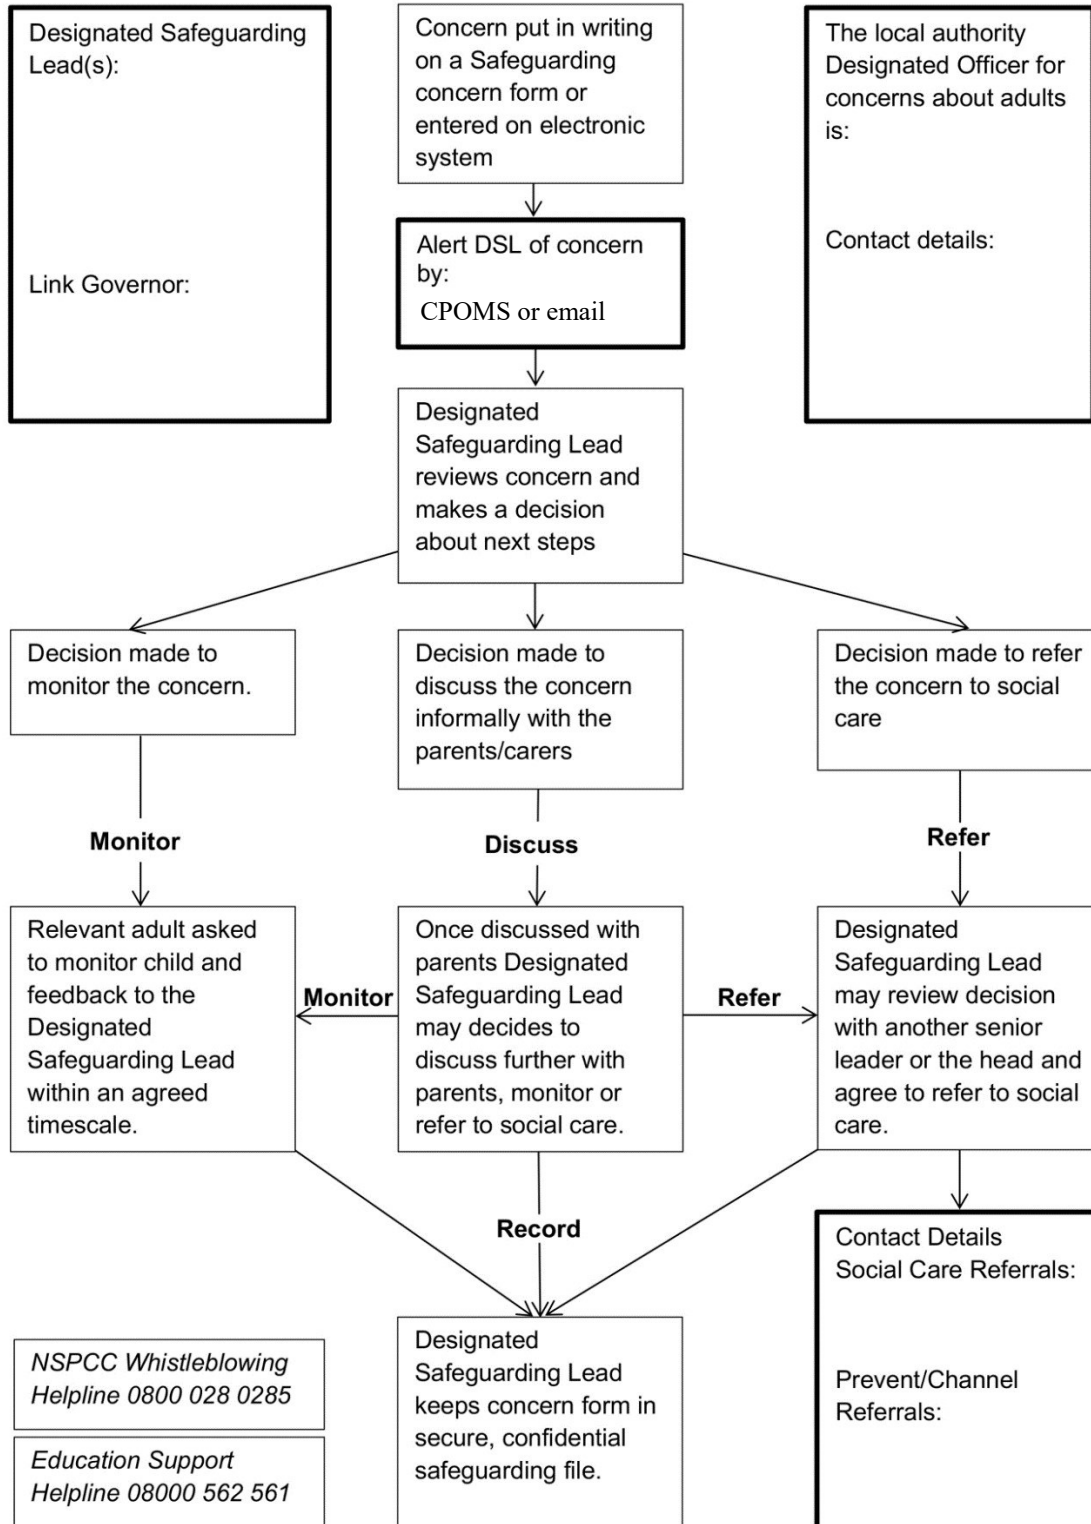 Designated Safeguarding
Lead(s):
Link Governor:
Concern put in writing
on a Safeguarding
concern form or
entered on electronic
system
The local authority
Designated Officer for
concerns about adults
is:
Contact details:
Alert DSL of concern
by:
CPOMS or email
Designated
Safeguarding Lead
reviews concern and
makes a decision
about next steps
Decision made to
monitor the concern.
Decision made to
discuss the concern
informally with the
parents/carers
Decision made to refer
the concern to social
care
Monitor
Discuss
Refer
Relevant adult asked
to monitor child and
feedback to the
Designated
Safeguarding Lead
within an agreed
timescale.
Monitor
Once discussed with
parents Designated
Safeguarding Lead
may decides to
discuss further with
parents, monitor or
refer to social care.
Refer
Designated
Safeguarding Lead
may review decision
with another senior
leader or the head and
agree to refer to social
care.
Record
Contact Details
Social Care Referrals:
Prevent/Channel
Referrals:
Designated
Safeguarding Lead
keeps concern form in
secure, confidential
safeguarding file.
NSPCC Whistleblowing
Helpline 0800 028 0285
Education Support
Helpline 08000 562 561